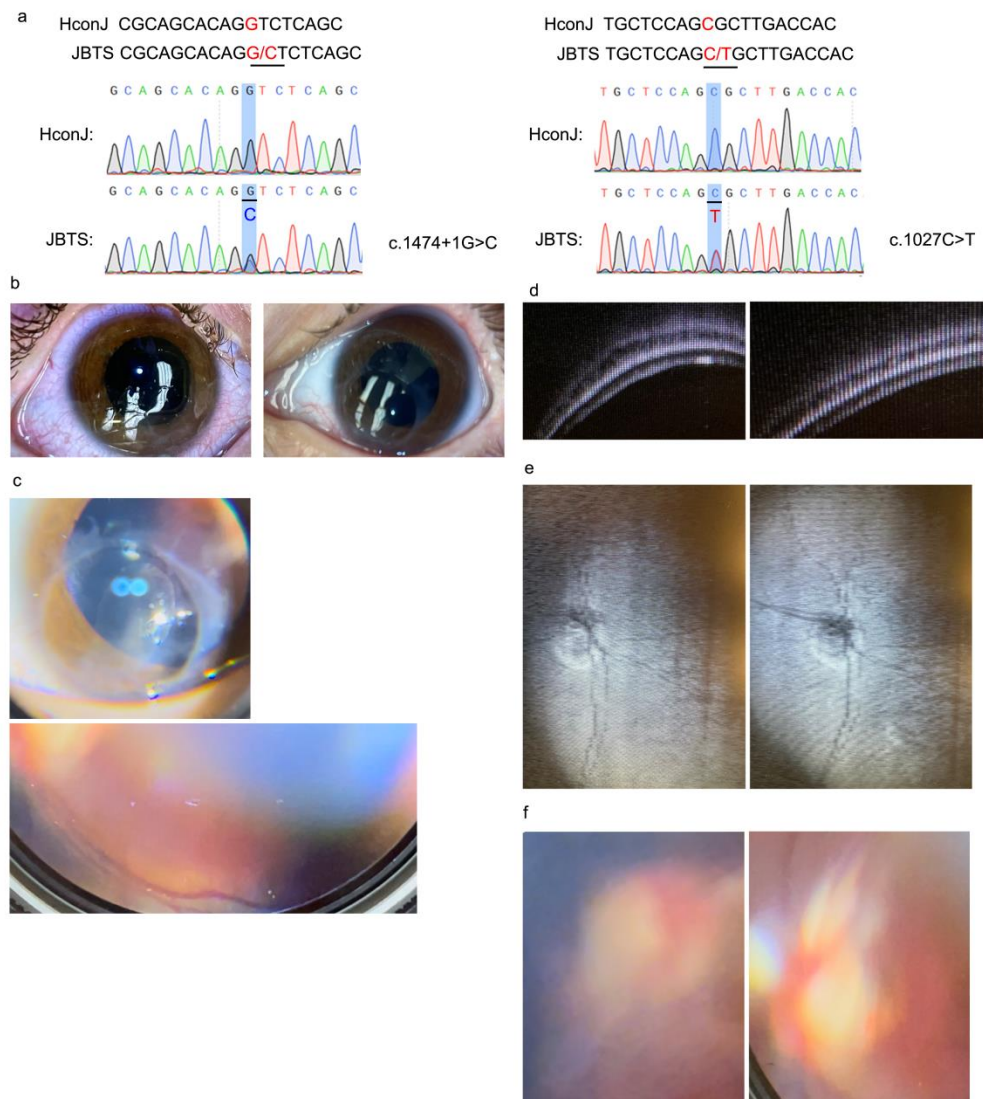 a
HconJ CGCAGCACAGGTCTCAGC
JBTS CGCAGCACAGG/CTCTCAGC
G C A G C A C A G G T C T C A G C
HconJ:
G C A G C A C A G G T C T C A G C
C
JBTS:
c.1474+1G>C
HconJ TGCTCCAGCGCTTGACCAC
JBTS TGCTCCAGC/TGCTTGACCAC
T G C T C C A G C G C T T G A C C A C
HconJ:
T G C T C C A G C G C T T G A C C A C
T
JBTS:
c.1027C>T
b
c
d
e
f